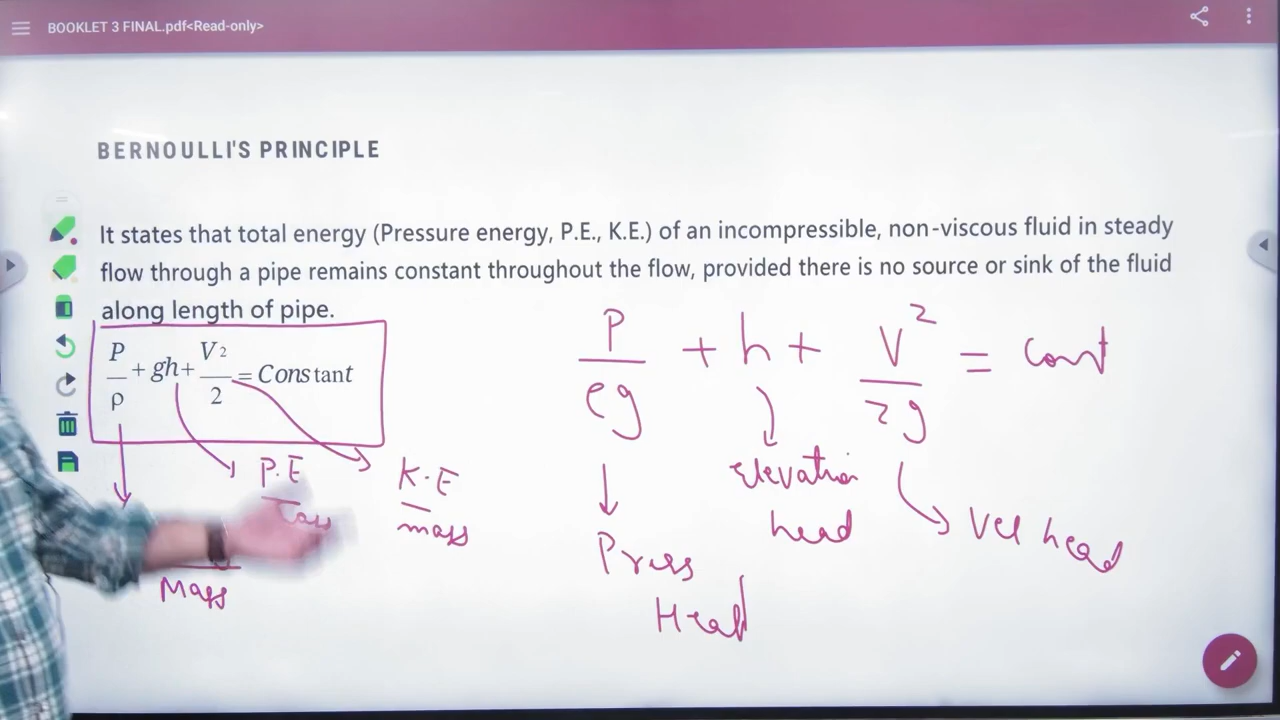 BOOKLET 3 FINAL.pdf<Read-only>
BERNOULLI'S PRINCIPLE
It states that total energy (Pressure energy, P.E., K.E.) of an incompressible, non-viscous fluid in steady
flow through a pipe remains constant throughout the flow, provided there is no source or sink of the fluid
along length of pipe.
P/ρ + gh + V²/2 = Constant
P/ρg + h + V²/2g = const
P.E
K.E/mass
Mass
Press
Head
Elevation
head
Vel head